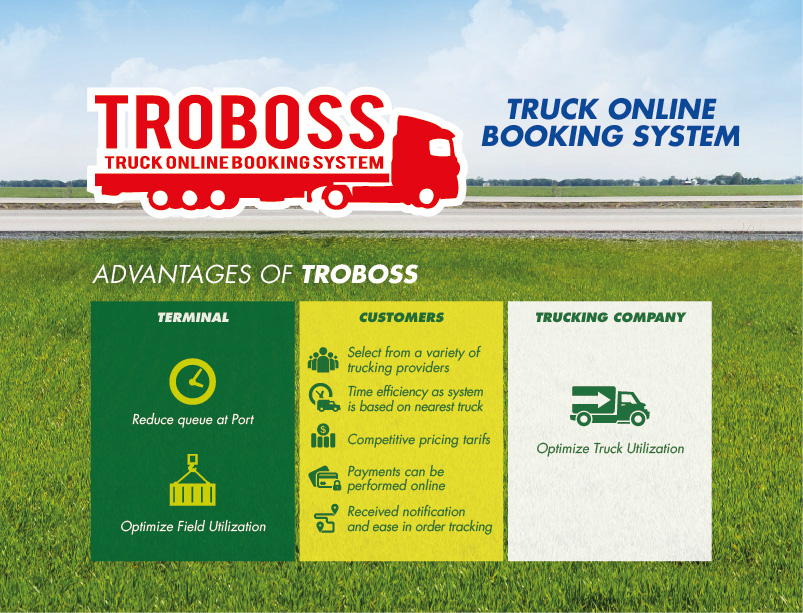 TROBOSS
TRUCK ONLINE BOOKING SYSTEM
TRUCK ONLINE
BOOKING SYSTEM
ADVANTAGES OF TROBOSS
TERMINAL
Reduce queue at Port
Optimize Field Utilization
CUSTOMERS
Select from a variety of
trucking providers
Time efficiency as system
is based on nearest truck
$
Competitive pricing tarifs
Payments can be
performed online
Received notification
and ease in order tracking
TRUCKING COMPANY
Optimize Truck Utilization